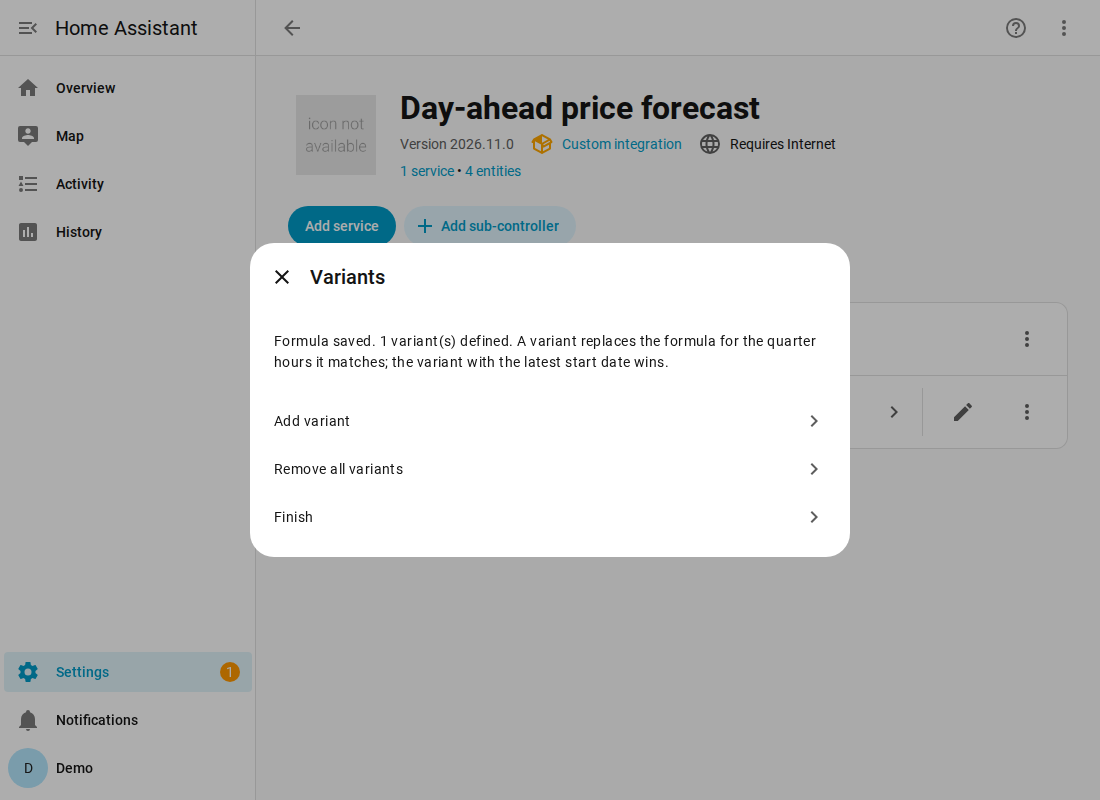 Home Assistant
Overview
Map
Activity
History
Settings
1
Notifications
D
Demo
icon not
available
Day-ahead price forecast
Version 2026.11.0
Custom integration
Requires Internet
1 service • 4 entities
Add service
Add sub-controller
Variants
Formula saved. 1 variant(s) defined. A variant replaces the formula for the quarter
hours it matches; the variant with the latest start date wins.
Add variant
Remove all variants
Finish